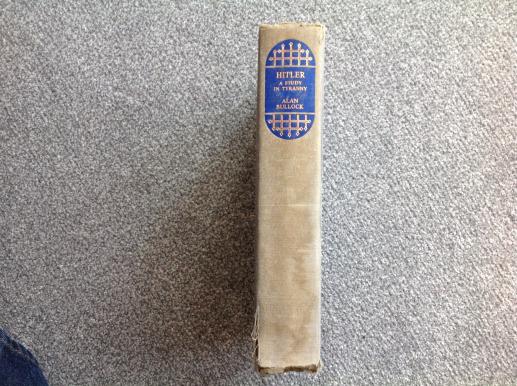 HITLER
A STUDY
IN TYRANNY
ALAN
BULLOCK